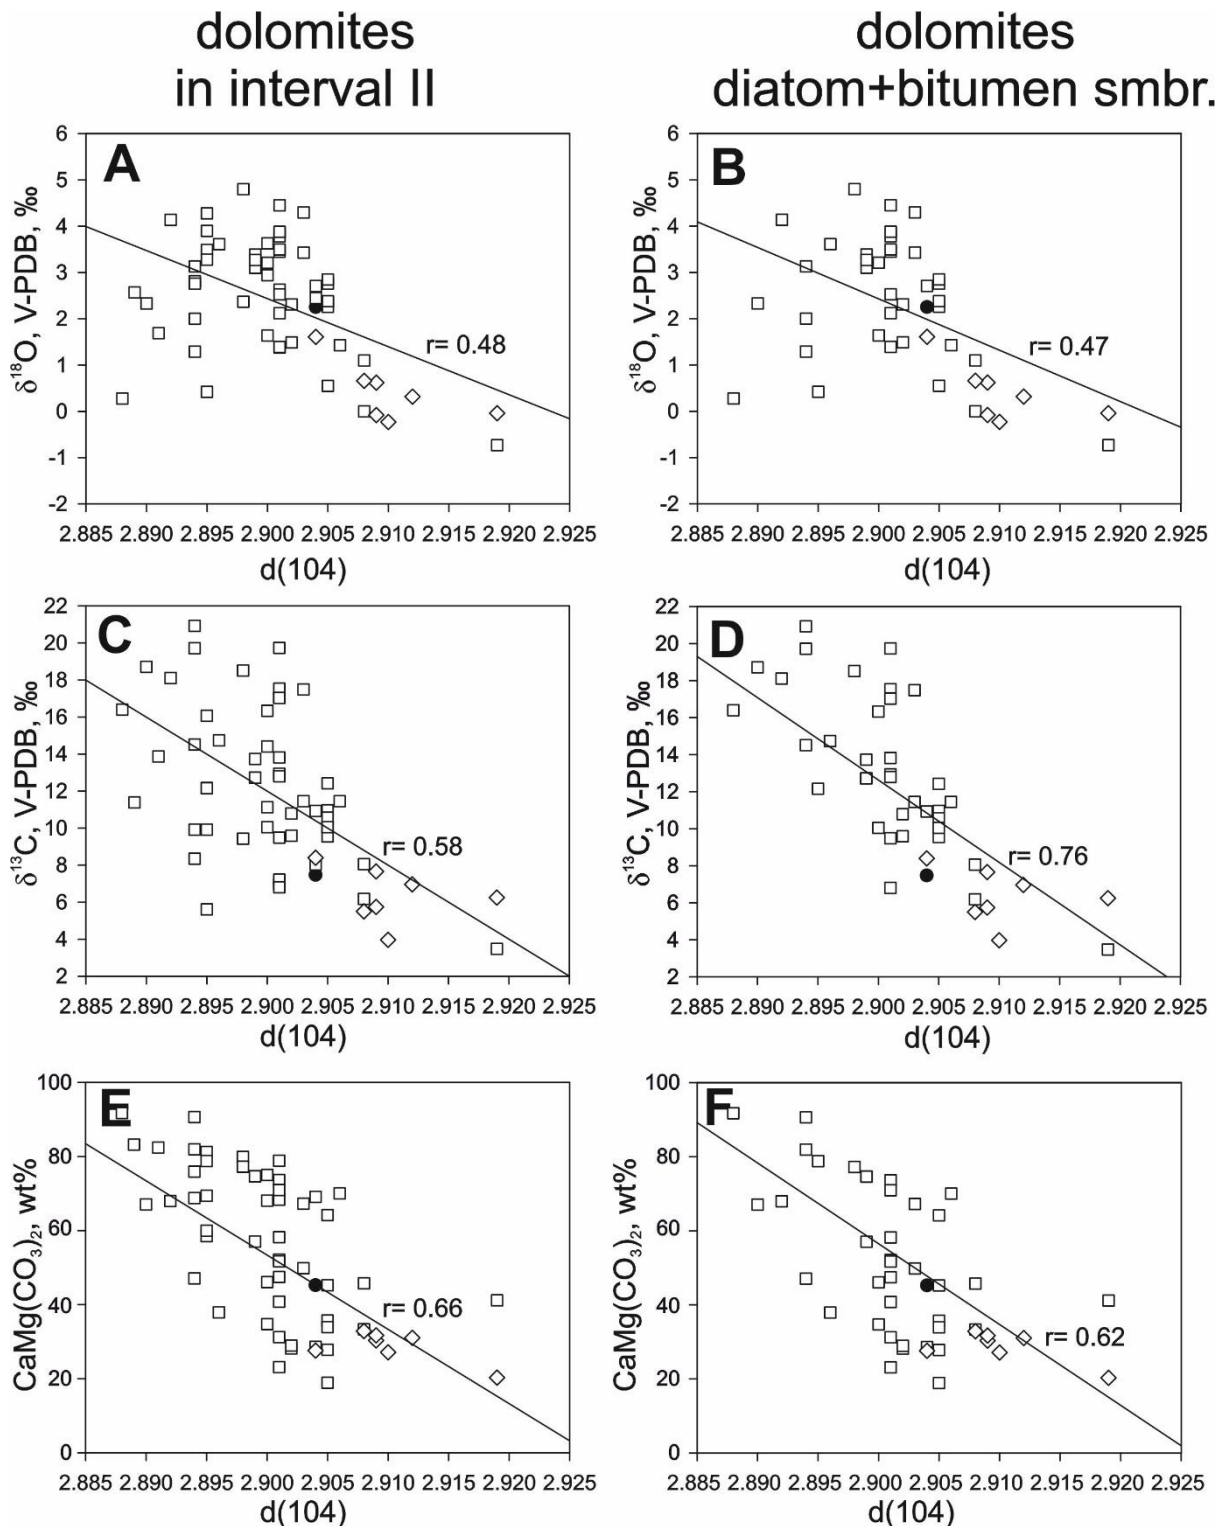 dolomites
in interval II
dolomites
diatom+bitumen smbr.
A
6
5
4
3
2
1
0
-1
-2
δ¹⁸O, V-PDB, ‰
r= 0.48
2.885 2.890 2.895 2.900 2.905 2.910 2.915 2.920 2.925
d(104)
B
6
5
4
3
2
1
0
-1
-2
δ¹⁸O, V-PDB, ‰
r= 0.47
2.885 2.890 2.895 2.900 2.905 2.910 2.915 2.920 2.925
d(104)
C
22
20
18
16
14
12
10
8
6
4
2
δ¹³C, V-PDB, ‰
r= 0.58
2.885 2.890 2.895 2.900 2.905 2.910 2.915 2.920 2.925
d(104)
D
22
20
18
16
14
12
10
8
6
4
2
δ¹³C, V-PDB, ‰
r= 0.76
2.885 2.890 2.895 2.900 2.905 2.910 2.915 2.920 2.925
d(104)
E
100
80
60
40
20
0
CaMg(CO₃)₂, wt%
r= 0.66
2.885 2.890 2.895 2.900 2.905 2.910 2.915 2.920 2.925
d(104)
F
100
80
60
40
20
0
CaMg(CO₃)₂, wt%
r= 0.62
2.885 2.890 2.895 2.900 2.905 2.910 2.915 2.920 2.925
d(104)